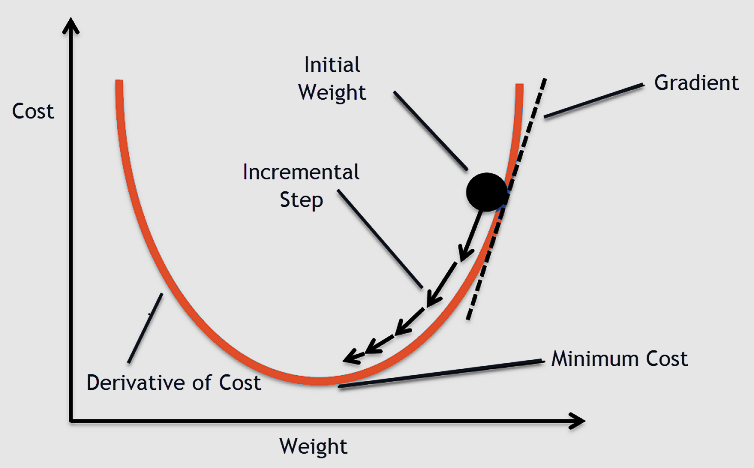 Initial
Weight
Gradient
Cost
Incremental
Step
Minimum Cost
Derivative of Cost
Weight